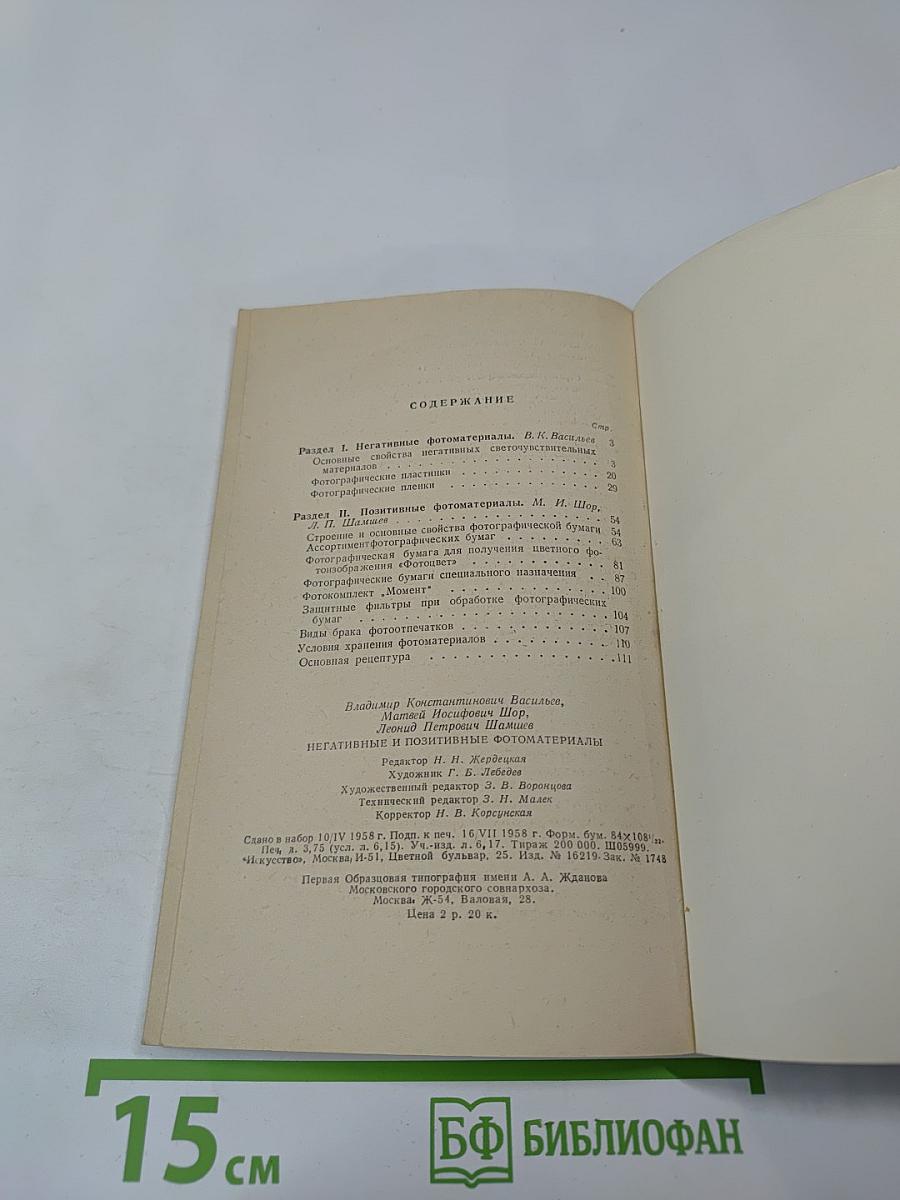 СОДЕРЖАНИЕ
Стр.
Раздел I. Негативные фотоматериалы. В. К. Васильев 3
Основные свойства негативных светочувствительных
материалов . . . . . . . . . . . . . . . . 3
Фотографические пластинки . . . . . . . . . . . 20
Фотографические пленки . . . . . . . . . . . . 29
Раздел II. Позитивные фотоматериалы. М. И. Шор,
Л. П. Шамшев . . . . . . . . . . . . . . . . 54
Строение и основные свойства фотографической бумаги 54
Ассортимент фотографических бумаг . . . . . . . . 63
Фотографическая бумага для получения цветного фо-
тоизображения «Фотоцвет» . . . . . . . . . . . 81
Фотографические бумаги специального назначения . . 87
Фотокомплект „Момент" . . . . . . . . . . . . 100
Защитные фильтры при обработке фотографических
бумаг . . . . . . . . . . . . . . . . . . . 104
Виды брака фотоотпечатков . . . . . . . . . . . 107
Условия хранения фотоматериалов . . . . . . . . . 110
Основная рецептура . . . . . . . . . . . . . . 111
Владимир Константинович Васильев,
Матвей Иосифович Шор,
Леонид Петрович Шамшев
НЕГАТИВНЫЕ И ПОЗИТИВНЫЕ ФОТОМАТЕРИАЛЫ
Редактор Н. Н. Жердецкая
Художник Г. Б. Лебедев
Художественный редактор З. В. Воронцова
Технический редактор З. Н. Малек
Корректор Н. В. Корсунская
Сдано в набор 10/IV 1958 г. Подп. к печ. 16/VII 1958 г. Форм. бум. 84×108¹/₃₂.
Печ. л. 3,75 (усл. л. 6,15). Уч.-изд. л. 6,17. Тираж 200 000. Ш05999.
«Искусство», Москва, И-51, Цветной бульвар, 25. Изд. № 16219. Зак. № 1748
Первая Образцовая типография имени А. А. Жданова
Московского городского совнархоза.
Москва, Ж-54, Валовая, 28.
Цена 2 р. 20 к.
15 см
БФ БИБЛИОФАН